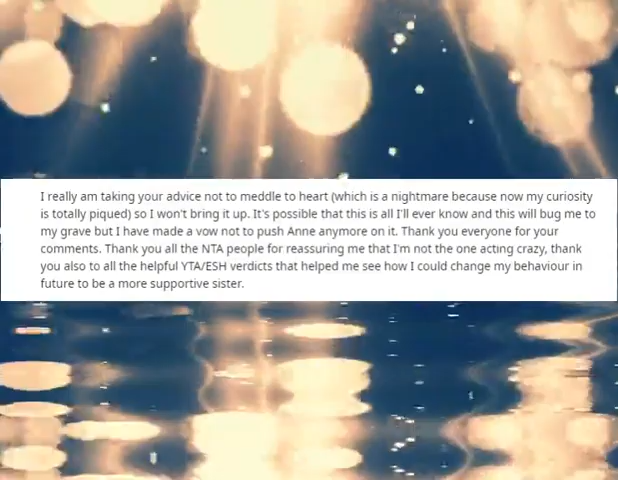 I really am taking your advice not to meddle to heart (which is a nightmare because now my curiosity
is totally piqued) so I won't bring it up. It's possible that this is all I'll ever know and this will bug me to
my grave but I have made a vow not to push Anne anymore on it. Thank you everyone for your
comments. Thank you all the NTA people for reassuring me that I'm not the one acting crazy, thank
you also to all the helpful YTA/ESH verdicts that helped me see how I could change my behaviour in
future to be a more supportive sister.